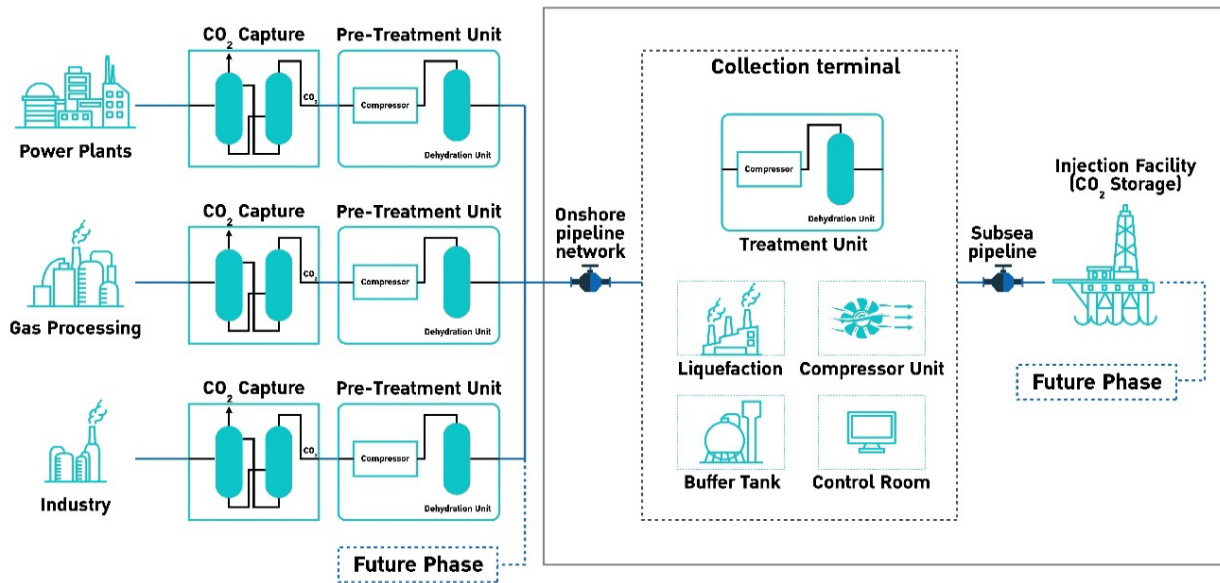 CO₂ Capture
Pre-Treatment Unit
CO₂
Compressor
Dehydration Unit
Power Plants
CO₂ Capture
Pre-Treatment Unit
CO₂
Compressor
Dehydration Unit
Gas Processing
CO₂ Capture
Pre-Treatment Unit
CO₂
Compressor
Dehydration Unit
Industry
Future Phase
Onshore
pipeline
network
Collection terminal
Compressor
Dehydration Unit
Treatment Unit
Liquefaction
Compressor Unit
Buffer Tank
Control Room
Subsea
pipeline
Injection Facility
(CO₂ Storage)
Future Phase